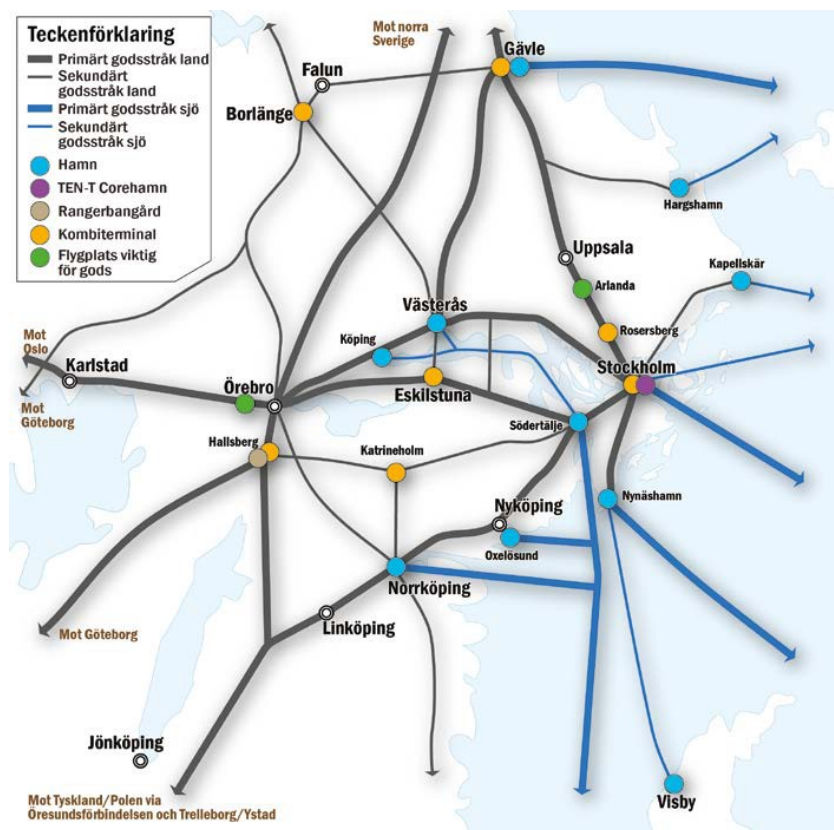 Teckenförklaring
Primärt godsstråk land
Sekundärt
godsstråk land
Primärt godsstråk sjö
Sekundärt
godsstråk sjö
Hamn
TEN-T Corehamn
Rangerbangård
Kombiterminal
Flygplats viktig
för gods
Mot norra
Sverige
Gävle
Falun
Borlänge
Hargshamn
Uppsala
Kapellskär
Arlanda
Västerås
Rosersberg
Köping
Mot
Oslo
Karlstad
Stockholm
Örebro
Eskilstuna
Mot
Göteborg
Södertälje
Hallsberg
Katrineholm
Nynäshamn
Nyköping
Oxelösund
Norrköping
Linköping
Mot Göteborg
Jönköping
Visby
Mot Tyskland/Polen via
Öresundsförbindelsen och Trelleborg/Ystad